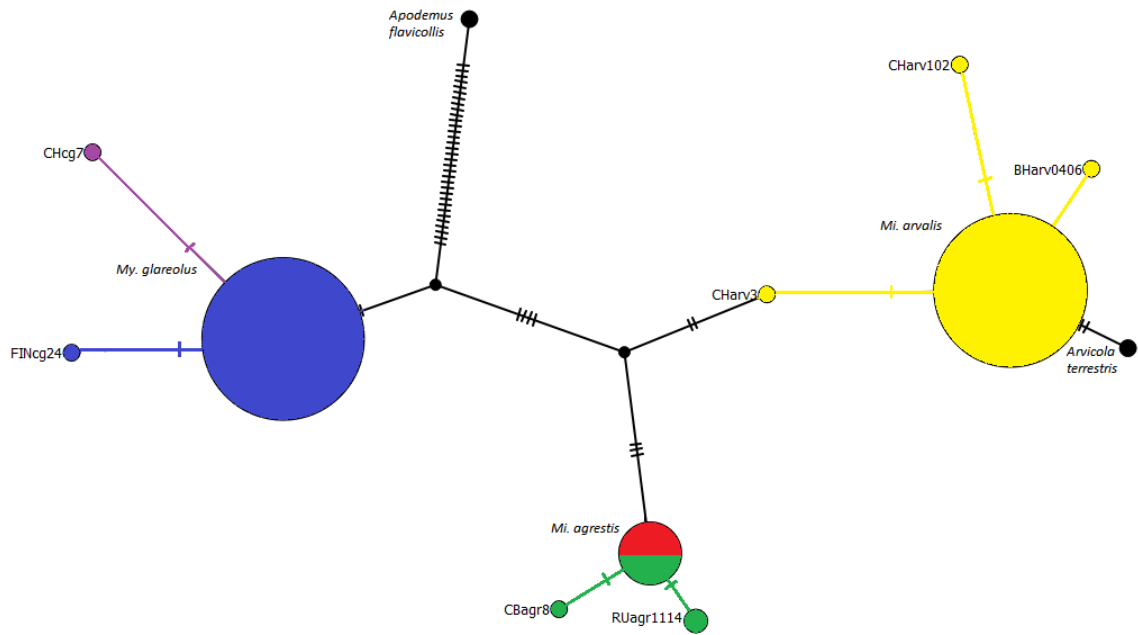 Apodemus
flavicollis
CHarv102
CHcg7
BHarv0406
Mi. arvalis
My. glareolus
CHarv3
FINcg24
Arvicola
terrestris
Mi. agrestis
CBagr8
RUagr1114